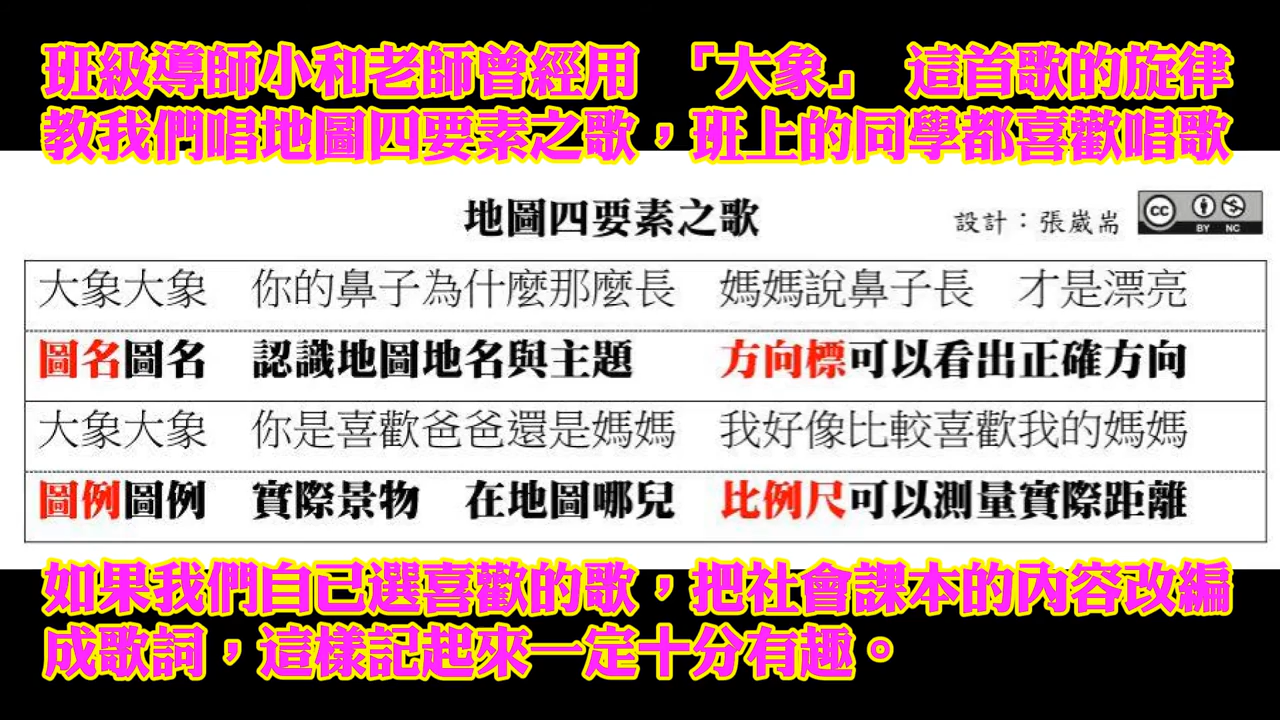 班級導師小和老師曾經用 「大象」 這首歌的旋律
教我們唱地圖四要素之歌，班上的同學都喜歡唱歌
地圖四要素之歌
設計：張崴耑
CC BY NC
大象大象 你的鼻子為什麼那麼長 媽媽說鼻子長 才是漂亮
圖名圖名 認識地圖地名與主題 方向標可以看出正確方向
大象大象 你是喜歡爸爸還是媽媽 我好像比較喜歡我的媽媽
圖例圖例 實際景物 在地圖哪兒 比例尺可以測量實際距離
如果我們自己選喜歡的歌，把社會課本的內容改編
成歌詞，這樣記起來一定十分有趣。